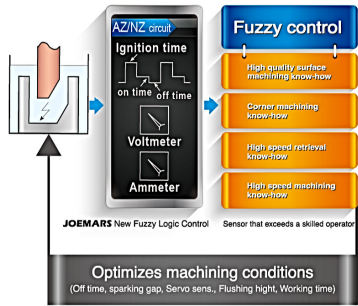 AZ/NZ circuit
Ignition time
on time
off time
Voltmeter
Ammeter
Fuzzy control
High quality surface
machining know-how
Corner machining
know-how
High speed retrieval
know-how
High speed machining
know-how
JOEMARS New Fuzzy Logic Control
Sensor that exceeds a skilled operator
Optimizes machining conditions
(Off time, sparking gap, Servo sens., Flushing hight, Working time)